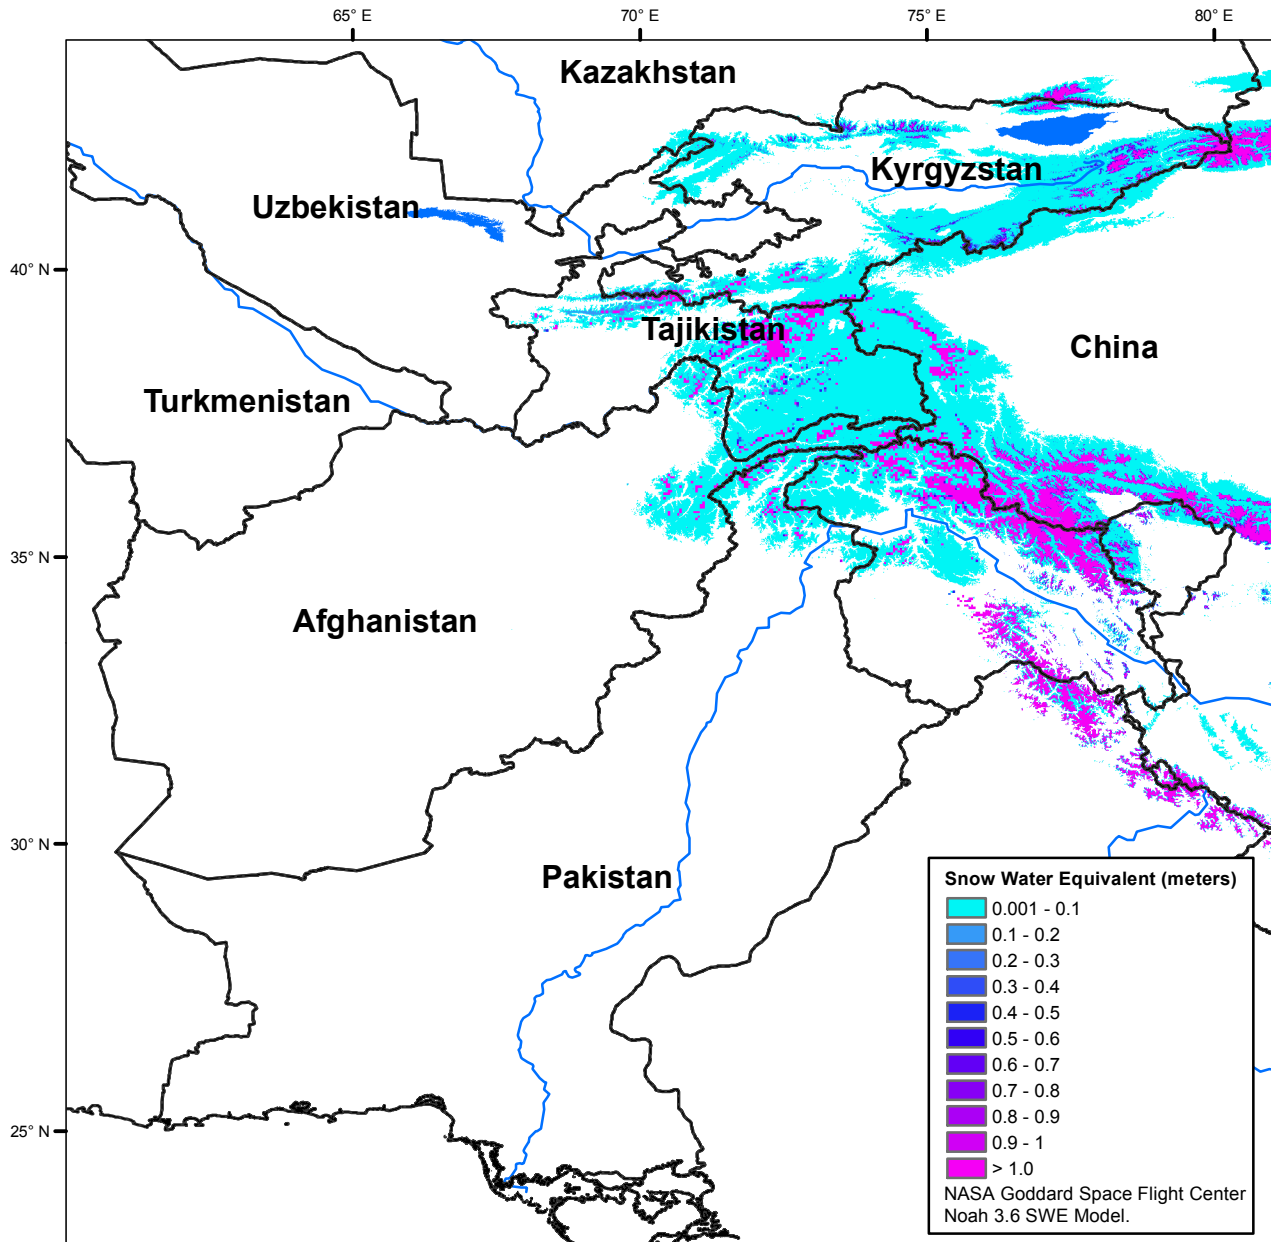 65° E
70° E
75° E
80° E
Kazakhstan
Kyrgyzstan
Uzbekistan
40° N
Tajikistan
China
Turkmenistan
35° N
Afghanistan
30° N
Pakistan
Snow Water Equivalent (meters)
0.001 - 0.1
0.1 - 0.2
0.2 - 0.3
0.3 - 0.4
0.4 - 0.5
0.5 - 0.6
0.6 - 0.7
0.7 - 0.8
0.8 - 0.9
0.9 - 1
> 1.0
25° N
NASA Goddard Space Flight Center
Noah 3.6 SWE Model.